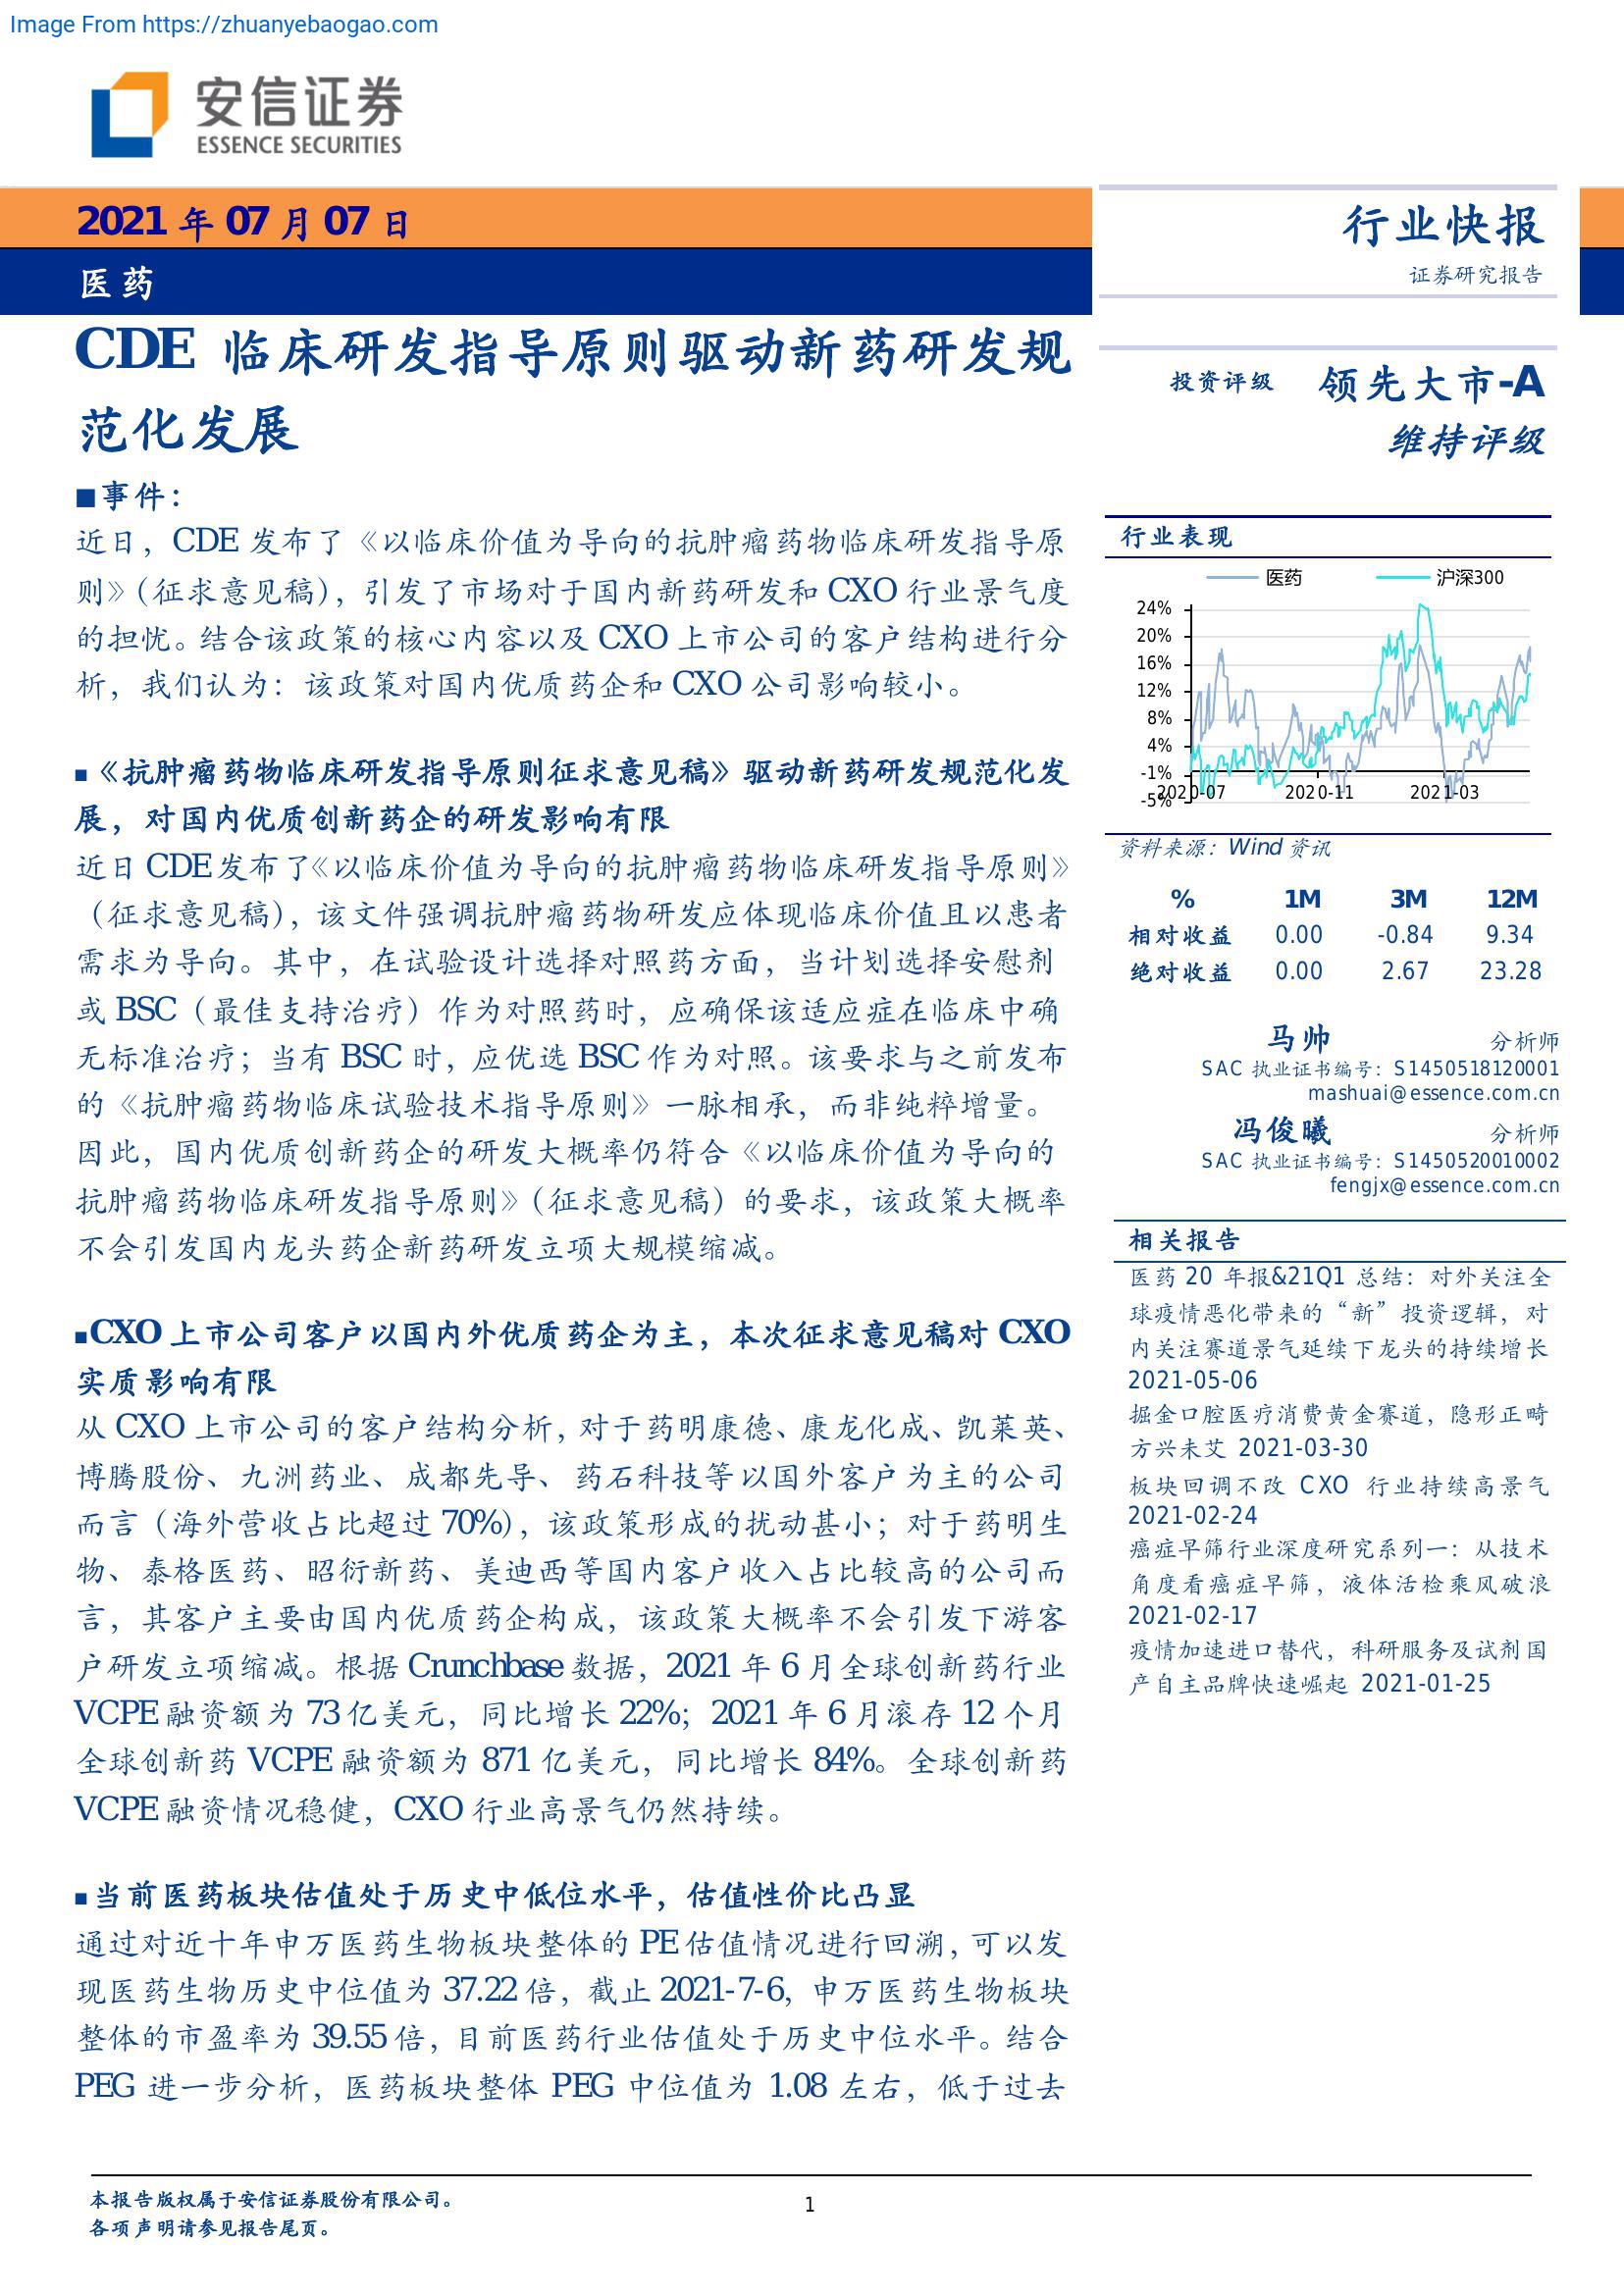 Image From https://zhuanyebaogao.com
安信证券
ESSENCE SECURITIES
2021 年 07 月 07 日
医药
行业快报
证券研究报告
CDE 临床研发指导原则驱动新药研发规
范化发展
■事件：
近日，CDE 发布了《以临床价值为导向的抗肿瘤药物临床研发指导原
则》（征求意见稿），引发了市场对于国内新药研发和 CXO 行业景气度
的担忧。结合该政策的核心内容以及 CXO 上市公司的客户结构进行分
析，我们认为：该政策对国内优质药企和 CXO 公司影响较小。
■《抗肿瘤药物临床研发指导原则征求意见稿》驱动新药研发规范化发
展，对国内优质创新药企的研发影响有限
近日 CDE 发布了《以临床价值为导向的抗肿瘤药物临床研发指导原则》
（征求意见稿），该文件强调抗肿瘤药物研发应体现临床价值且以患者
需求为导向。其中，在试验设计选择对照药方面，当计划选择安慰剂
或 BSC（最佳支持治疗）作为对照药时，应确保该适应症在临床中确
无标准治疗；当有 BSC 时，应优选 BSC 作为对照。该要求与之前发布
的《抗肿瘤药物临床试验技术指导原则》一脉相承，而非纯粹增量。
因此，国内优质创新药企的研发大概率仍符合《以临床价值为导向的
抗肿瘤药物临床研发指导原则》（征求意见稿）的要求，该政策大概率
不会引发国内龙头药企新药研发立项大规模缩减。
■CXO 上市公司客户以国内外优质药企为主，本次征求意见稿对 CXO
实质影响有限
从 CXO 上市公司的客户结构分析，对于药明康德、康龙化成、凯莱英、
博腾股份、九洲药业、成都先导、药石科技等以国外客户为主的公司
而言（海外营收占比超过 70%），该政策形成的扰动甚小；对于药明生
物、泰格医药、昭衍新药、美迪西等国内客户收入占比较高的公司而
言，其客户主要由国内优质药企构成，该政策大概率不会引发下游客
户研发立项缩减。根据 Crunchbase 数据，2021 年 6 月全球创新药行业
VCPE 融资额为 73 亿美元，同比增长 22%；2021 年 6 月滚存 12 个月
全球创新药 VCPE 融资额为 871 亿美元，同比增长 84%。全球创新药
VCPE 融资情况稳健，CXO 行业高景气仍然持续。
■当前医药板块估值处于历史中低位水平，估值性价比凸显
通过对近十年申万医药生物板块整体的 PE 估值情况进行回溯，可以发
现医药生物历史中位值为 37.22 倍，截止 2021-7-6，申万医药生物板块
整体的市盈率为 39.55 倍，目前医药行业估值处于历史中位水平。结合
PEG 进一步分析，医药板块整体 PEG 中位值为 1.08 左右，低于过去
投资评级 领先大市-A
维持评级
行业表现
医药 沪深300
24%
20%
16%
12%
8%
4%
-1%
-5%
2020-07 2020-11 2021-03
资料来源：Wind 资讯
% 1M 3M 12M
相对收益 0.00 -0.84 9.34
绝对收益 0.00 2.67 23.28
马帅 分析师
SAC 执业证书编号：S1450518120001
mashuai@essence.com.cn
冯俊曦 分析师
SAC 执业证书编号：S1450520010002
fengjx@essence.com.cn
相关报告
医药 20 年报&21Q1 总结：对外关注全
球疫情恶化带来的“新”投资逻辑，对
内关注赛道景气延续下龙头的持续增长
2021-05-06
掘金口腔医疗消费黄金赛道，隐形正畸
方兴未艾 2021-03-30
板块回调不改 CXO 行业持续高景气
2021-02-24
癌症早筛行业深度研究系列一：从技术
角度看癌症早筛，液体活检乘风破浪
2021-02-17
疫情加速进口替代，科研服务及试剂国
产自主品牌快速崛起 2021-01-25
本报告版权属于安信证券股份有限公司。
各项声明请参见报告尾页。
1